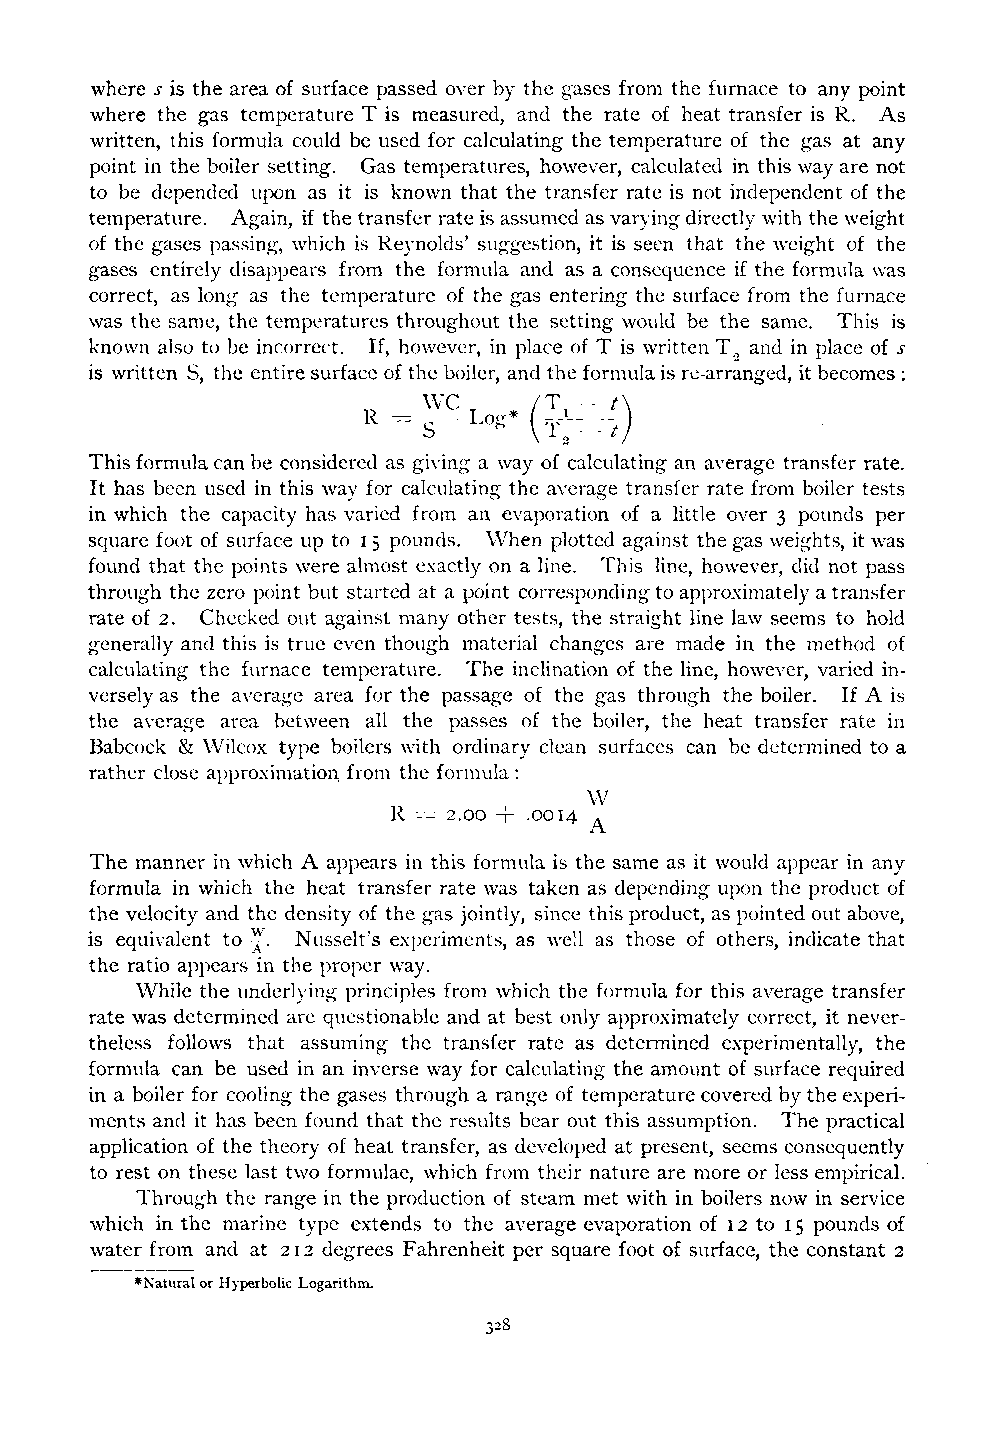 where s is the area of surface passed over by the gases from the furnace to any point
where the gas temperature T is measured, and the rate of heat transfer is R. As
written, this formula could be used for calculating the temperature of the gas at any
point in the boiler setting. Gas temperatures, however, calculated in this way are not
to be depended upon as it is known that the transfer rate is not independent of the
temperature. Again, if the transfer rate is assumed as varying directly with the weight
of the gases passing, which is Reynolds' suggestion, it is seen that the weight of the
gases entirely disappears from the formula and as a consequence if the formula was
correct, as long as the temperature of the gas entering the surface from the furnace
was the same, the temperatures throughout the setting would be the same. This is
known also to be incorrect. If, however, in place of T is written T₂ and in place of s
is written S, the entire surface of the boiler, and the formula is re-arranged, it becomes:
R = WC/S Log* (T₁ - t / T₂ - t)
This formula can be considered as giving a way of calculating an average transfer rate.
It has been used in this way for calculating the average transfer rate from boiler tests
in which the capacity has varied from an evaporation of a little over 3 pounds per
square foot of surface up to 15 pounds. When plotted against the gas weights, it was
found that the points were almost exactly on a line. This line, however, did not pass
through the zero point but started at a point corresponding to approximately a transfer
rate of 2. Checked out against many other tests, the straight line law seems to hold
generally and this is true even though material changes are made in the method of
calculating the furnace temperature. The inclination of the line, however, varied in-
versely as the average area for the passage of the gas through the boiler. If A is
the average area between all the passes of the boiler, the heat transfer rate in
Babcock & Wilcox type boilers with ordinary clean surfaces can be determined to a
rather close approximation from the formula:
R = 2.00 + .0014 W/A
The manner in which A appears in this formula is the same as it would appear in any
formula in which the heat transfer rate was taken as depending upon the product of
the velocity and the density of the gas jointly, since this product, as pointed out above,
is equivalent to W/A. Nusselt's experiments, as well as those of others, indicate that
the ratio appears in the proper way.
While the underlying principles from which the formula for this average transfer
rate was determined are questionable and at best only approximately correct, it never-
theless follows that assuming the transfer rate as determined experimentally, the
formula can be used in an inverse way for calculating the amount of surface required
in a boiler for cooling the gases through a range of temperature covered by the experi-
ments and it has been found that the results bear out this assumption. The practical
application of the theory of heat transfer, as developed at present, seems consequently
to rest on these last two formulae, which from their nature are more or less empirical.
Through the range in the production of steam met with in boilers now in service
which in the marine type extends to the average evaporation of 12 to 15 pounds of
water from and at 212 degrees Fahrenheit per square foot of surface, the constant 2
*Natural or Hyperbolic Logarithm.
328